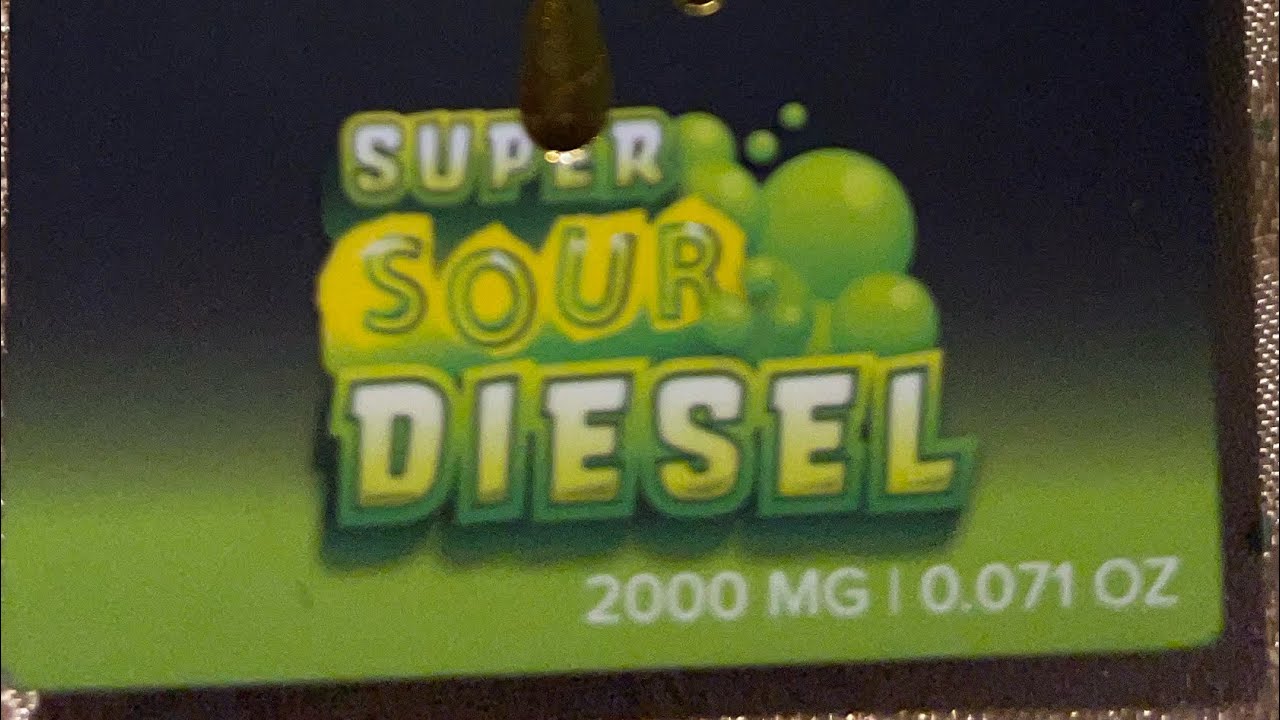 SUPER
SOUR
DIESEL
2000 MG | 0.071 OZ